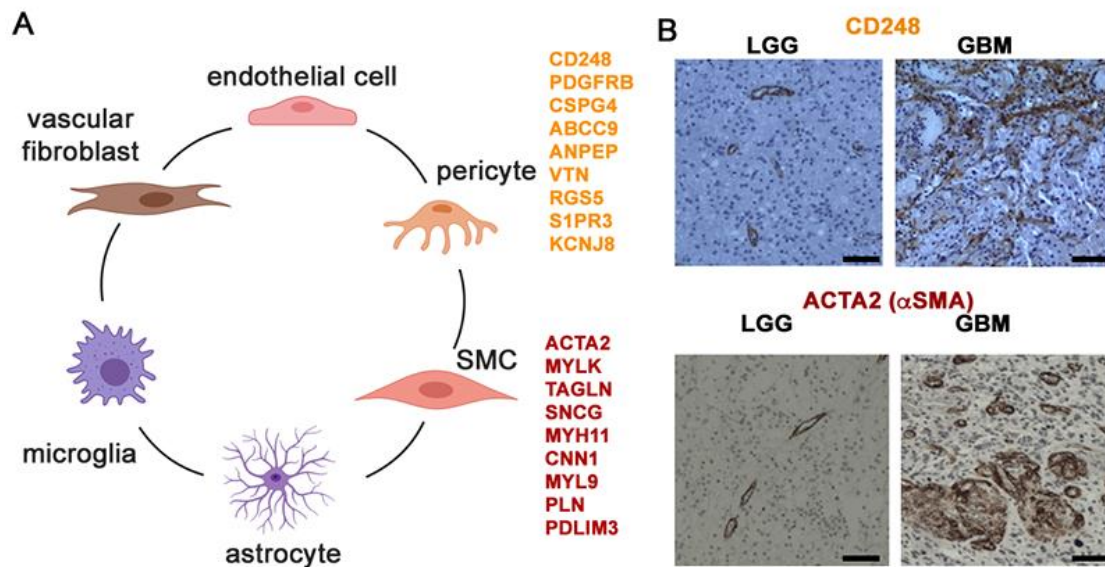 A
endothelial cell
vascular
fibroblast
pericyte
CD248
PDGFRB
CSPG4
ABCC9
ANPEP
VTN
RGS5
S1PR3
KCNJ8
SMC
ACTA2
MYLK
TAGLN
SNCG
MYH11
CNN1
MYL9
PLN
PDLIM3
microglia
astrocyte
B
CD248
LGG GBM
ACTA2 (αSMA)
LGG GBM